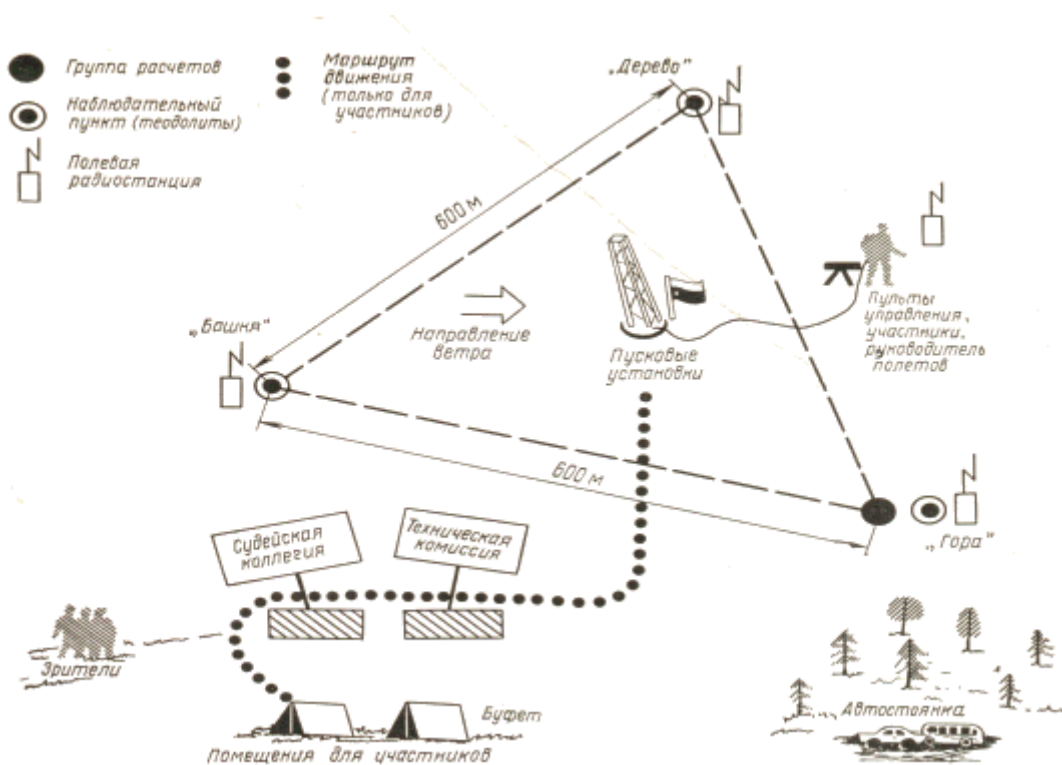 Группа расчетов
Наблюдательный
пункт (теодолиты)
Полевая
радиостанция
Маршрут
движения
(только для
участников)
„Дерево"
600 м
„Башня"
Направление
ветра
Пусковые
установки
Пульты
управления,
участники,
руководитель
полетов
600 м
„Гора"
Судейская
коллегия
Техническая
комиссия
Зрители
Буфет
Помещения для участников
Автостоянка